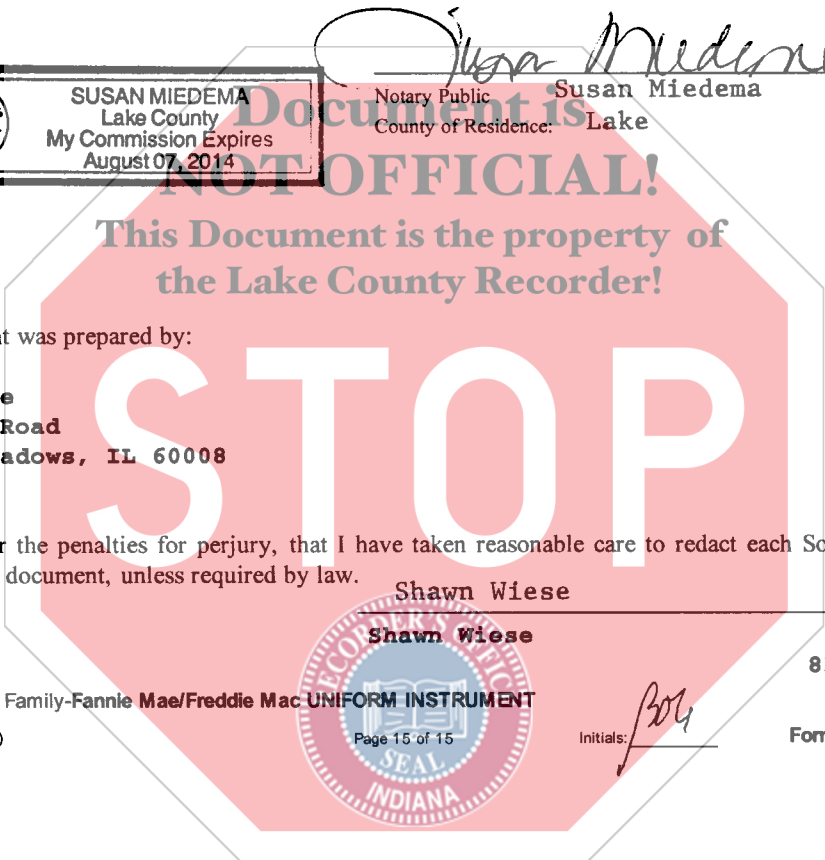 SUSAN MIEDEMA
Lake County
My Commission Expires
August 07, 2014
Susan Miedema
Notary Public Susan Miedema
County of Residence: Lake
Document is
NOT OFFICIAL!
This Document is the property of
the Lake County Recorder!
t was prepared by:
e
Road
adows, IL 60008
STOP
r the penalties for perjury, that I have taken reasonable care to redact each So
document, unless required by law.
Shawn Wiese
Shawn Wiese
8
Family-Fannie Mae/Freddie Mac UNIFORM INSTRUMENT
Page 15 of 15
Initials:
For
RECORDER'S OFFICE
SEAL
INDIANA